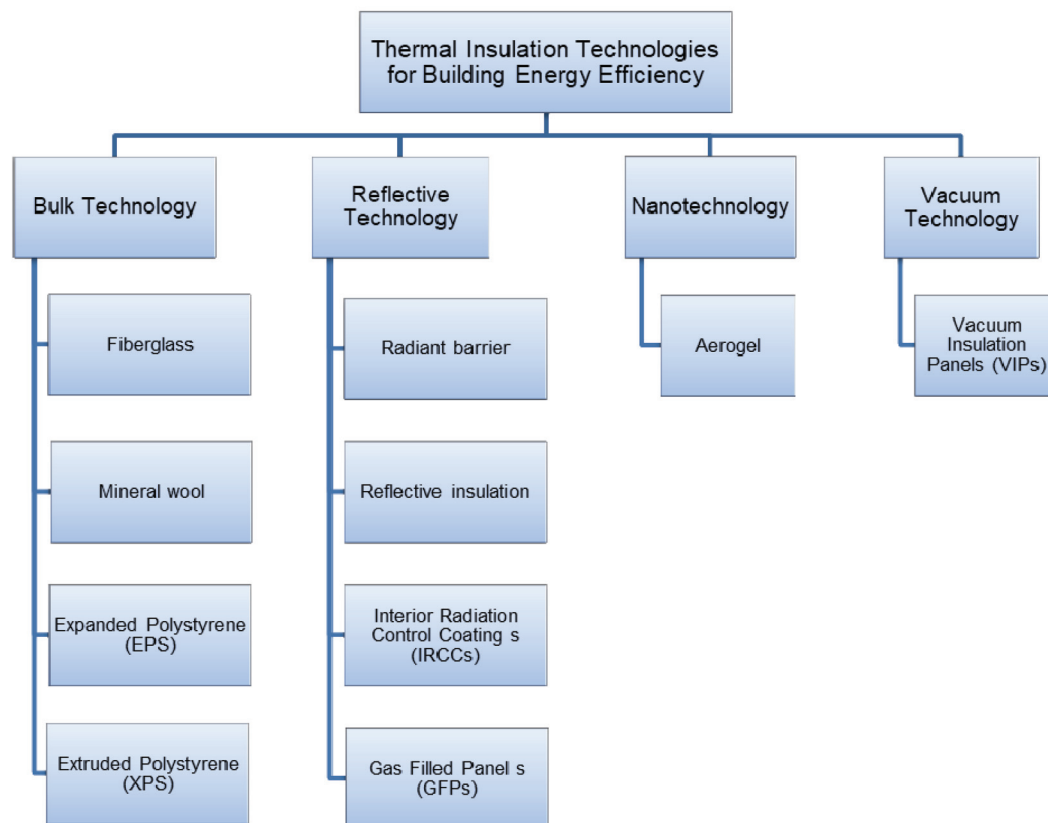 Thermal Insulation Technologies
for Building Energy Efficiency
Bulk Technology
Reflective
Technology
Nanotechnology
Vacuum
Technology
Fiberglass
Radiant barrier
Aerogel
Vacuum
Insulation
Panels (VIPs)
Mineral wool
Reflective insulation
Expanded Polystyrene
(EPS)
Interior Radiation
Control Coating s
(IRCCs)
Extruded Polystyrene
(XPS)
Gas Filled Panel s
(GFPs)